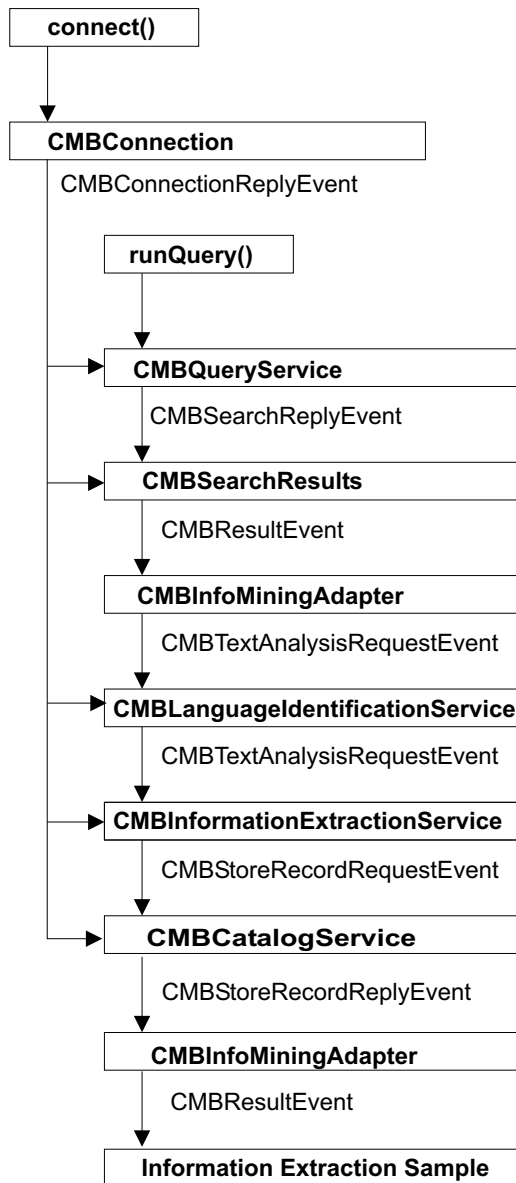 connect()
CMBConnection
CMBConnectionReplyEvent
runQuery()
CMBQueryService
CMBSearchReplyEvent
CMBSearchResults
CMBResultEvent
CMBInfoMiningAdapter
CMBTextAnalysisRequestEvent
CMBLanguageIdentificationService
CMBTextAnalysisRequestEvent
CMBInformationExtractionService
CMBStoreRecordRequestEvent
CMBCatalogService
CMBStoreRecordReplyEvent
CMBInfoMiningAdapter
CMBResultEvent
Information Extraction Sample